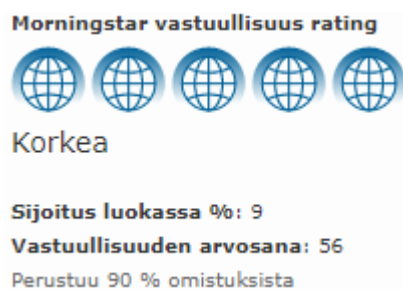 Morningstar vastuullisuus rating
Korkea
Sijoitus luokassa %: 9
Vastuullisuuden arvosana: 56
Perustuu 90 % omistuksista